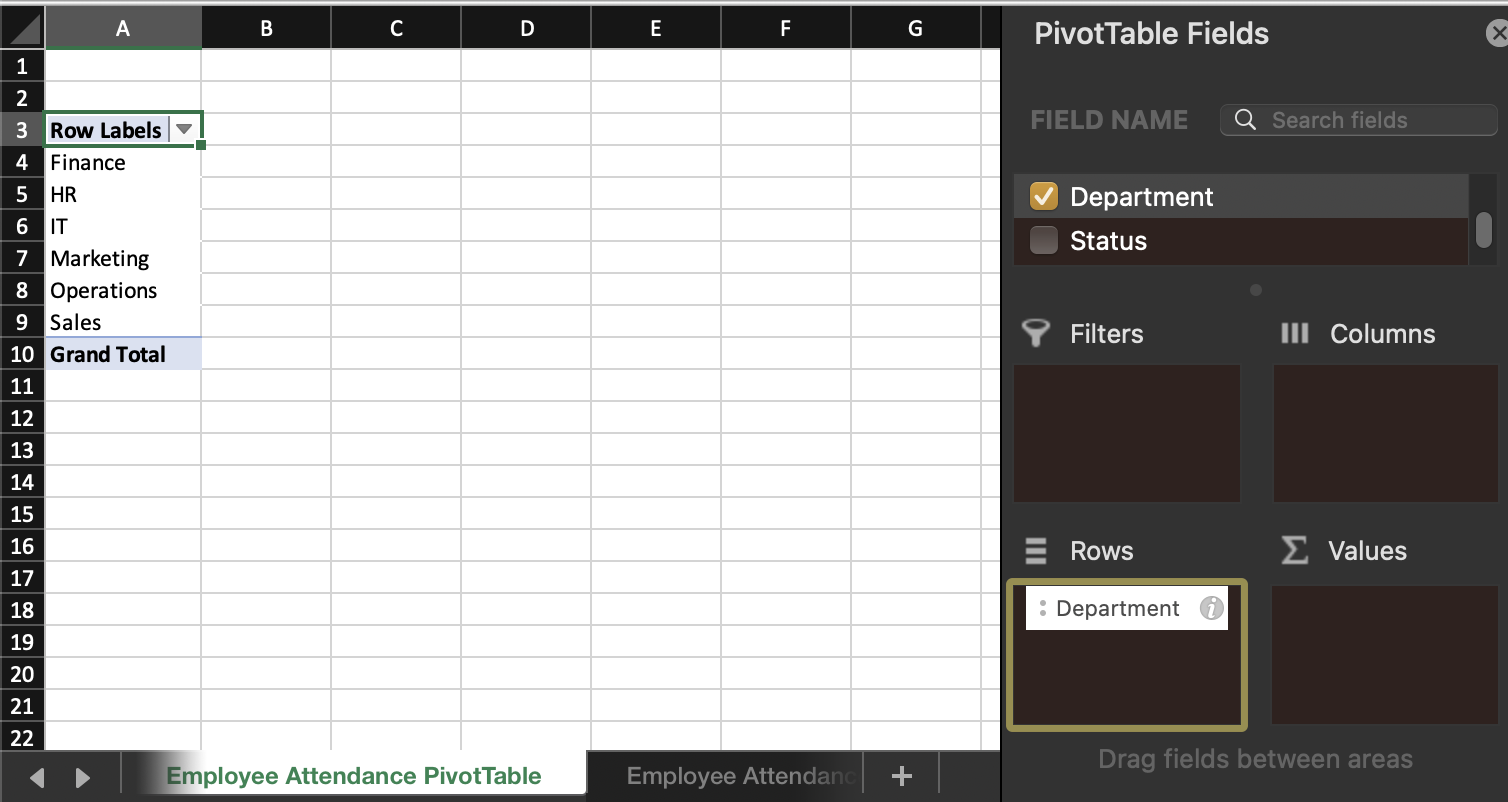 A B C D E F G
1
2
3 Row Labels
4 Finance
5 HR
6 IT
7 Marketing
8 Operations
9 Sales
10 Grand Total
11
12
13
14
15
16
17
18
19
20
21
22
Employee Attendance PivotTable Employee Attendanc +
PivotTable Fields
FIELD NAME Search fields
Department
Status
Filters Columns
Rows Values
Department
Drag fields between areas